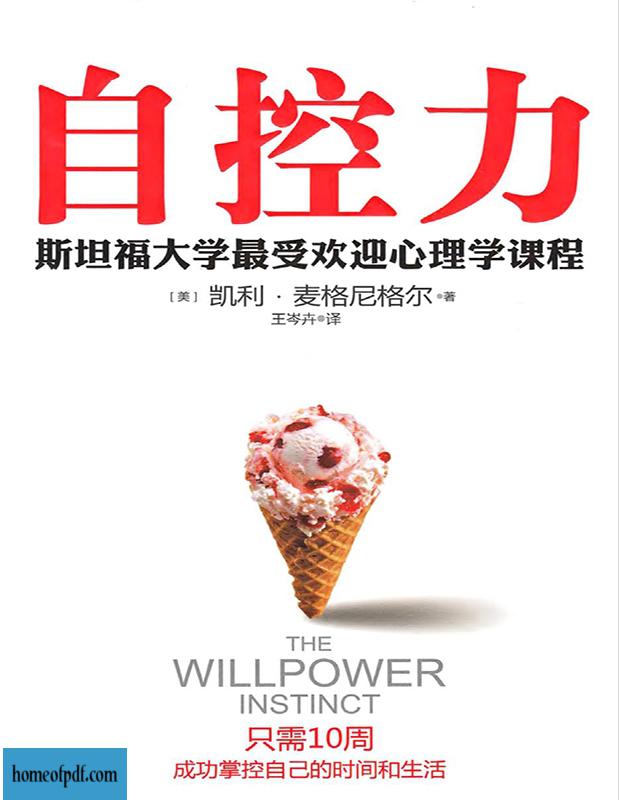 自控力
斯坦福大学最受欢迎心理学课程
[美] 凯利·麦格尼格尔●著
王岑卉●译
THE
WILLPOWER
INSTINCT
只需10周
成功掌控自己的时间和生活
homeofpdf.com